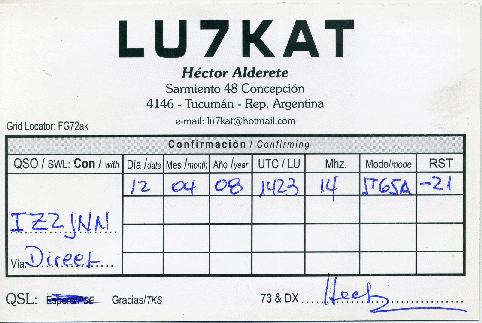 LU7KAT
Héctor Alderete
Sarmiento 48 Concepción
4146 - Tucumán - Rep. Argentina
e-mail: lu7kat@hotmail.com
Grid Locator: FG72ak
Confirmación / Confirming
QSO / SWL: Con / with Día/date Mes/month Año/year UTC / LU Mhz. Modo/mode RST
12 04 08 1423 14 JT65A -21
IZ2JNN
Via: Direct
QSL: Espero/PSE Gracias/TKS 73 & DX